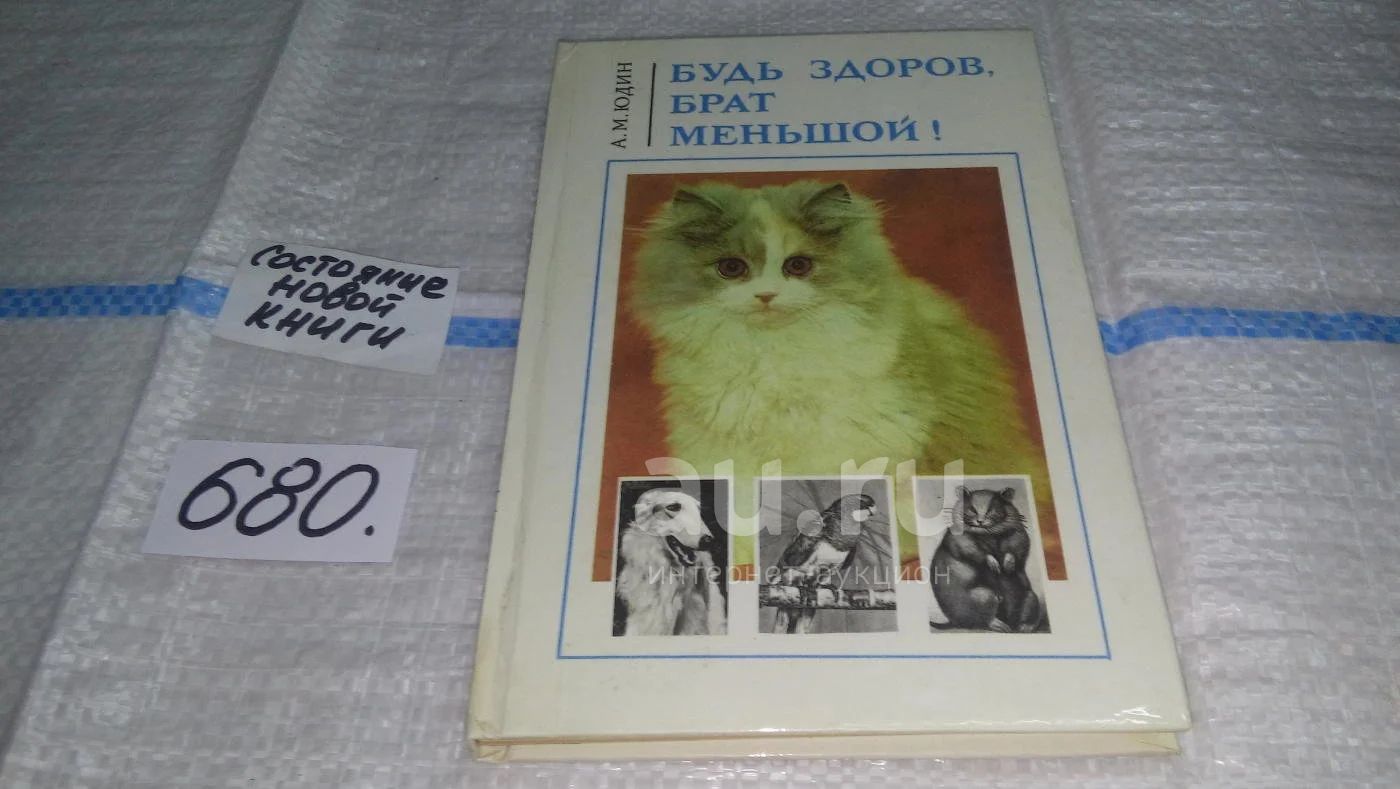 А.М.ЮДИН
БУДЬ ЗДОРОВ,
БРАТ
МЕНЬШОЙ!
Состояние
новой
книги
680.
au.ru
интернет аукцион